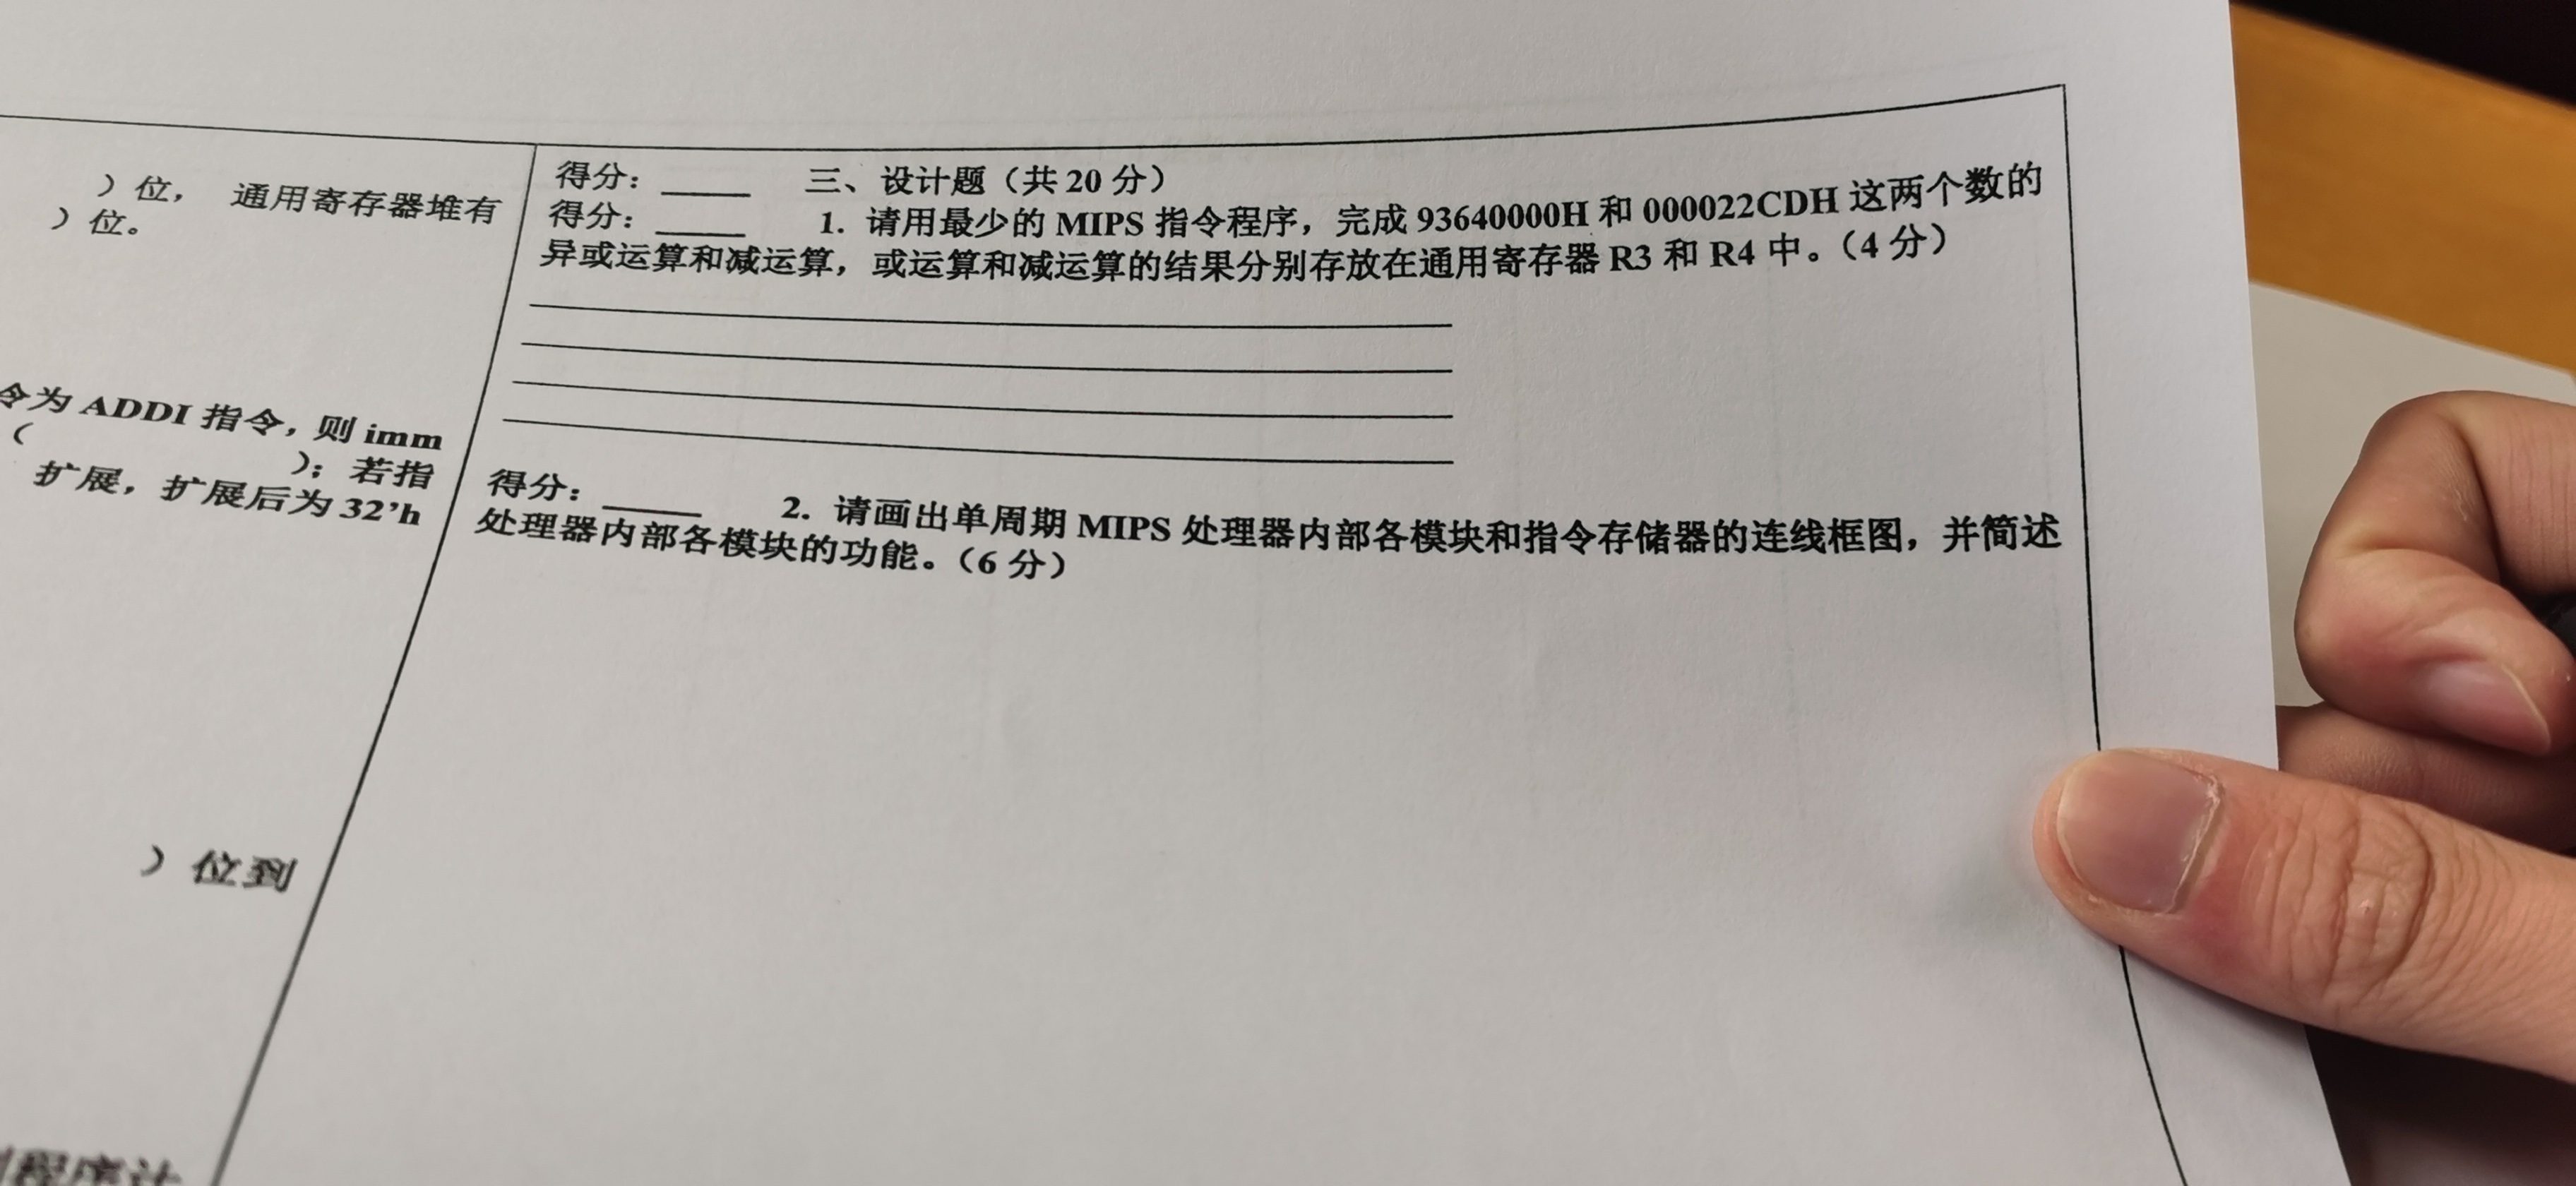 ）位， 通用寄存器堆有
）位。
令为 ADDI 指令，则 imm
（ ）；若指
扩展，扩展后为 32’h
）位到
程序计
得分：_____ 三、设计题（共 20 分）
得分：_____ 1. 请用最少的 MIPS 指令程序，完成 93640000H 和 000022CDH 这两个数的
异或运算和减运算，或运算和减运算的结果分别存放在通用寄存器 R3 和 R4 中。（4 分）
得分：_____ 2. 请画出单周期 MIPS 处理器内部各模块和指令存储器的连线框图，并简述
处理器内部各模块的功能。（6 分）